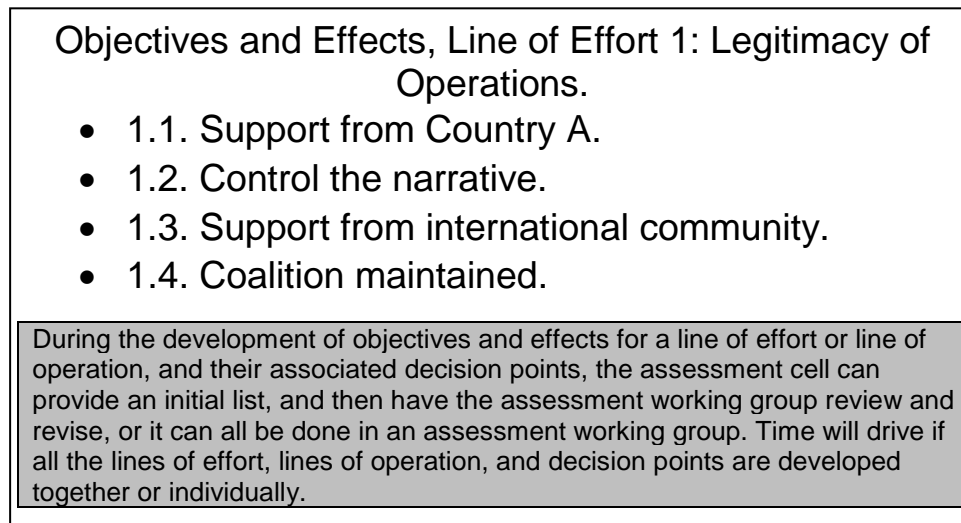 Objectives and Effects, Line of Effort 1: Legitimacy of
Operations.
• 1.1. Support from Country A.
• 1.2. Control the narrative.
• 1.3. Support from international community.
• 1.4. Coalition maintained.
During the development of objectives and effects for a line of effort or line of
operation, and their associated decision points, the assessment cell can
provide an initial list, and then have the assessment working group review and
revise, or it can all be done in an assessment working group. Time will drive if
all the lines of effort, lines of operation, and decision points are developed
together or individually.